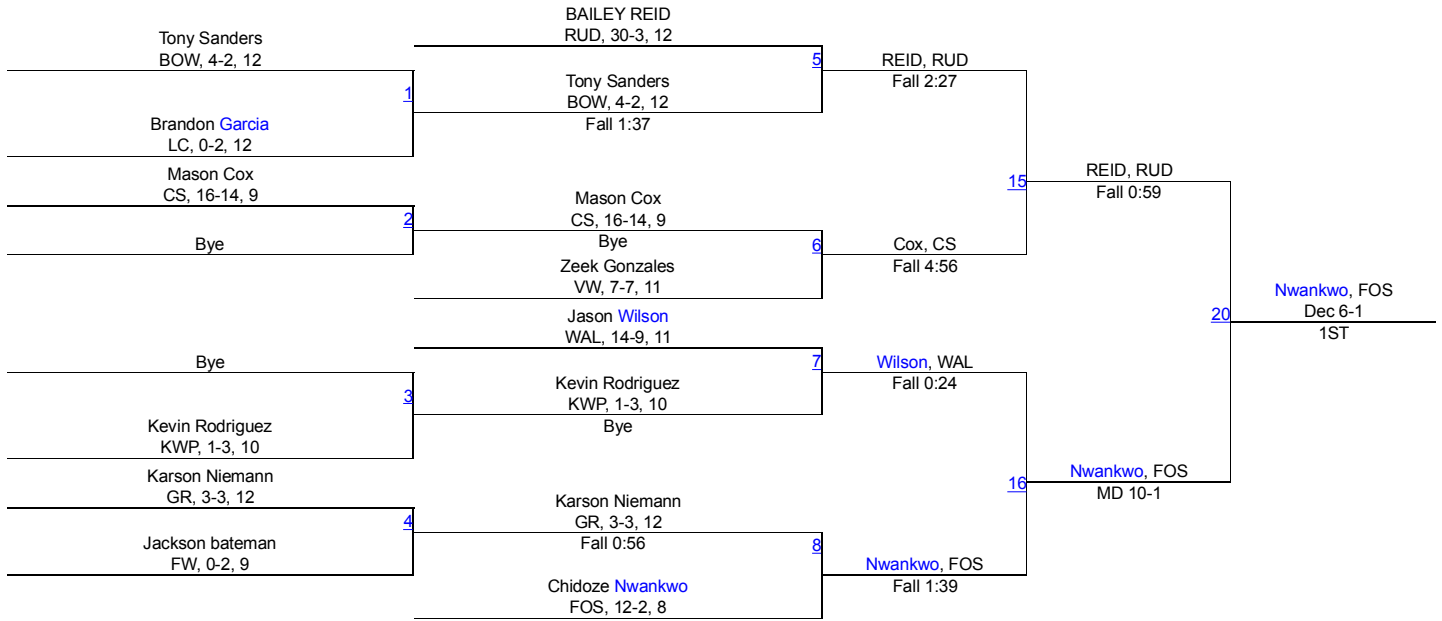 Tony Sanders
BOW, 4-2, 12
1
Brandon Garcia
LC, 0-2, 12
Mason Cox
CS, 16-14, 9
2
Bye
Bye
3
Kevin Rodriguez
KWP, 1-3, 10
Karson Niemann
GR, 3-3, 12
4
Jackson bateman
FW, 0-2, 9
BAILEY REID
RUD, 30-3, 12
5
Tony Sanders
BOW, 4-2, 12
Fall 1:37
Mason Cox
CS, 16-14, 9
Bye
6
Zeek Gonzales
VW, 7-7, 11
Jason Wilson
WAL, 14-9, 11
7
Kevin Rodriguez
KWP, 1-3, 10
Bye
Karson Niemann
GR, 3-3, 12
Fall 0:56
8
Chidoze Nwankwo
FOS, 12-2, 8
REID, RUD
Fall 2:27
15
Cox, CS
Fall 4:56
Wilson, WAL
Fall 0:24
16
Nwankwo, FOS
Fall 1:39
REID, RUD
Fall 0:59
20
Nwankwo, FOS
MD 10-1
Nwankwo, FOS
Dec 6-1
1ST